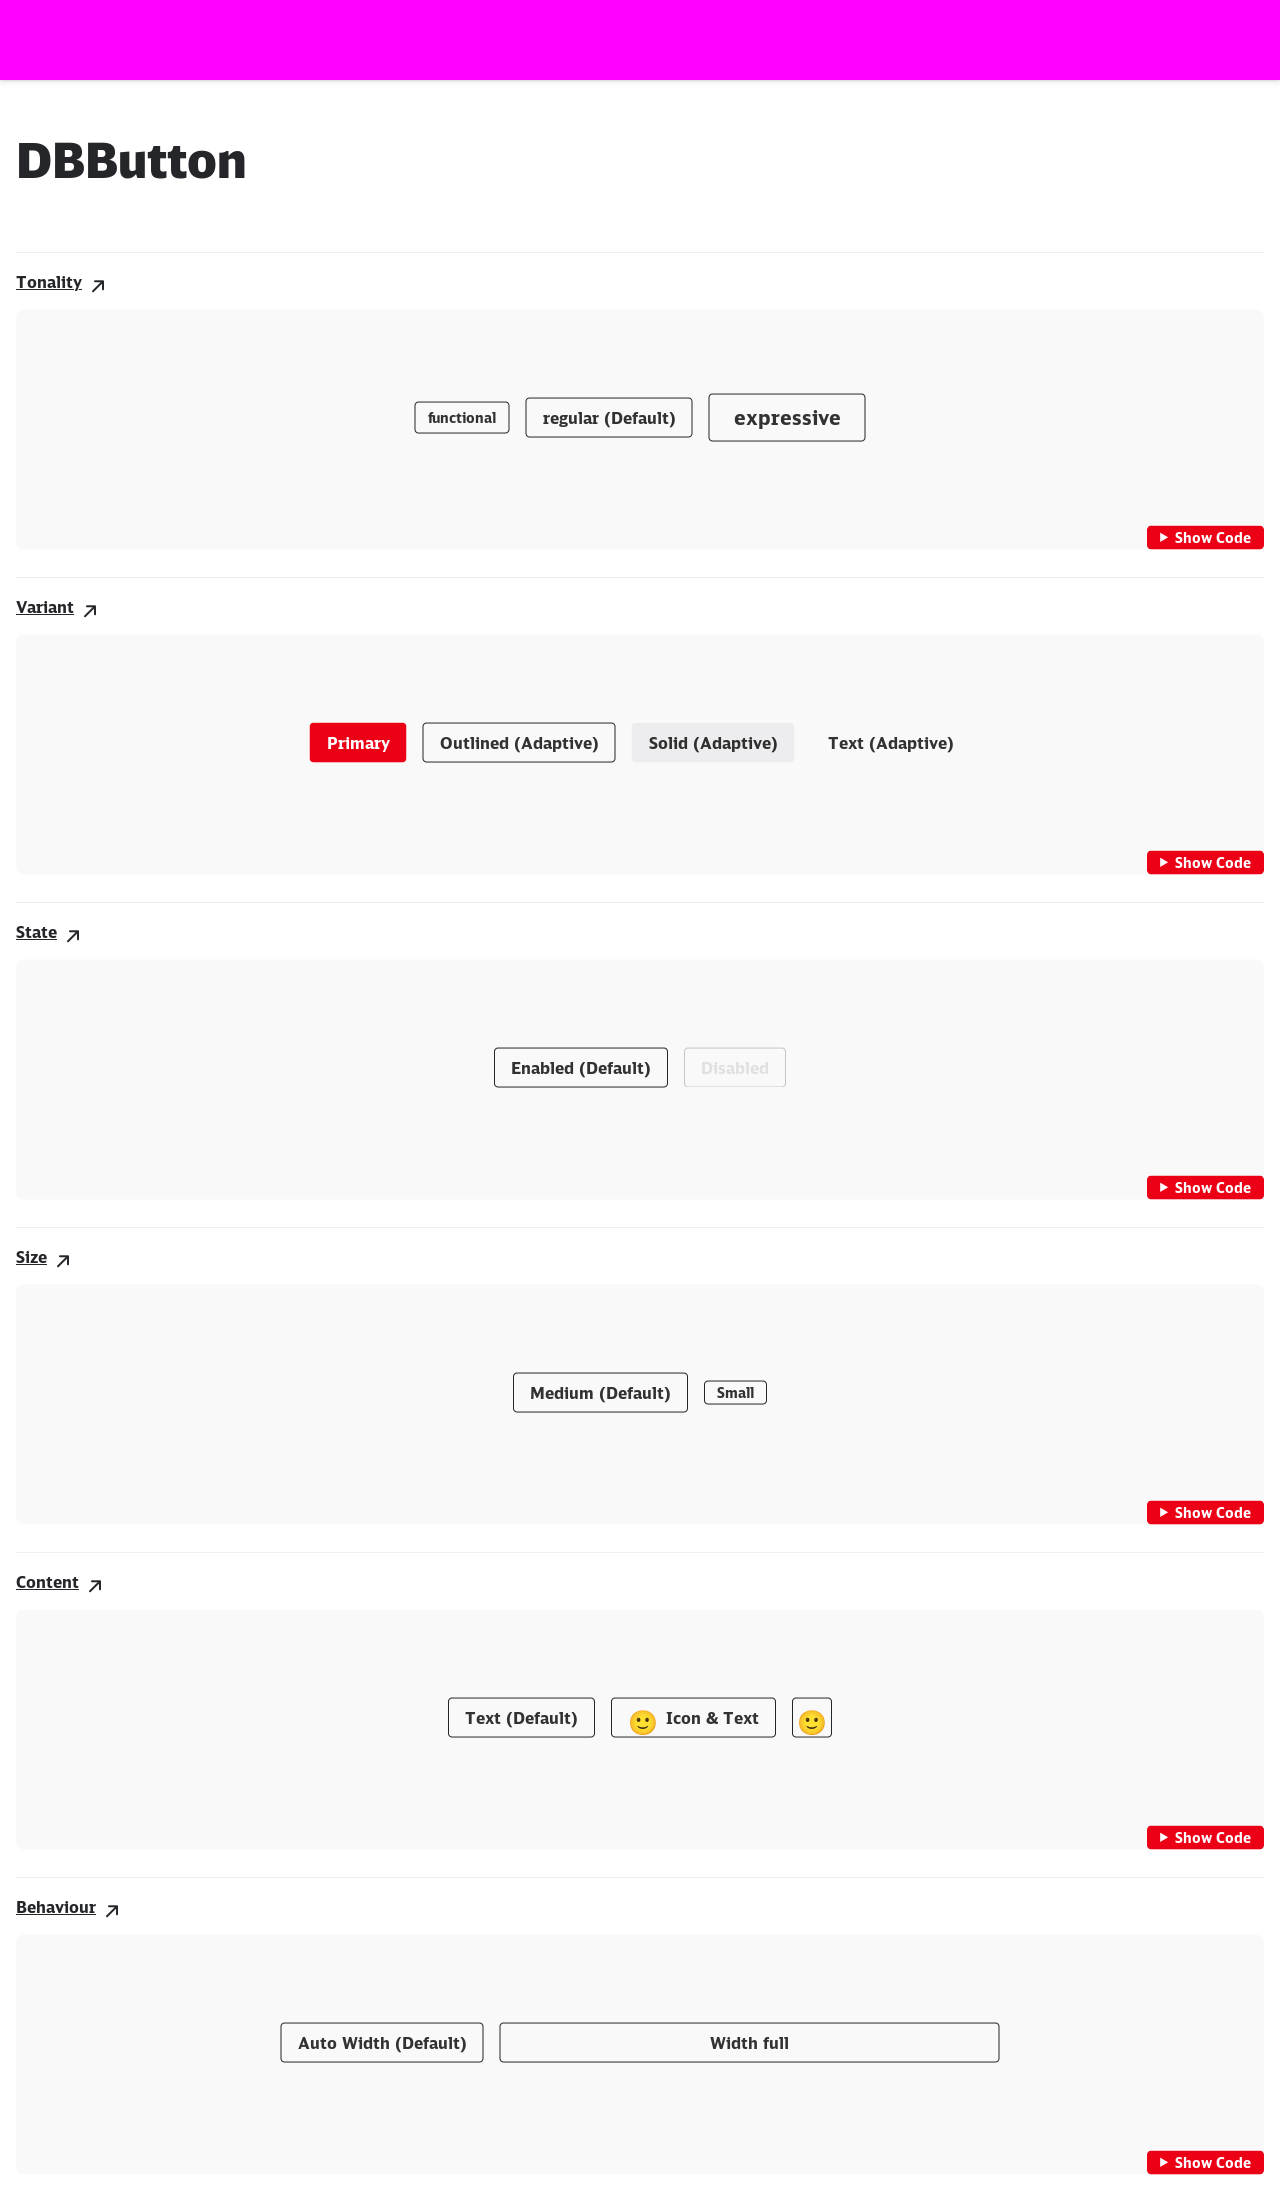 DBButton
Tonality
functional regular (Default) expressive
Show Code
Variant
Primary Outlined (Adaptive) Solid (Adaptive) Text (Adaptive)
Show Code
State
Enabled (Default) Disabled
Show Code
Size
Medium (Default) Small
Show Code
Content
Text (Default) 🙂 Icon & Text 🙂
Show Code
Behaviour
Auto Width (Default) Width full
Show Code